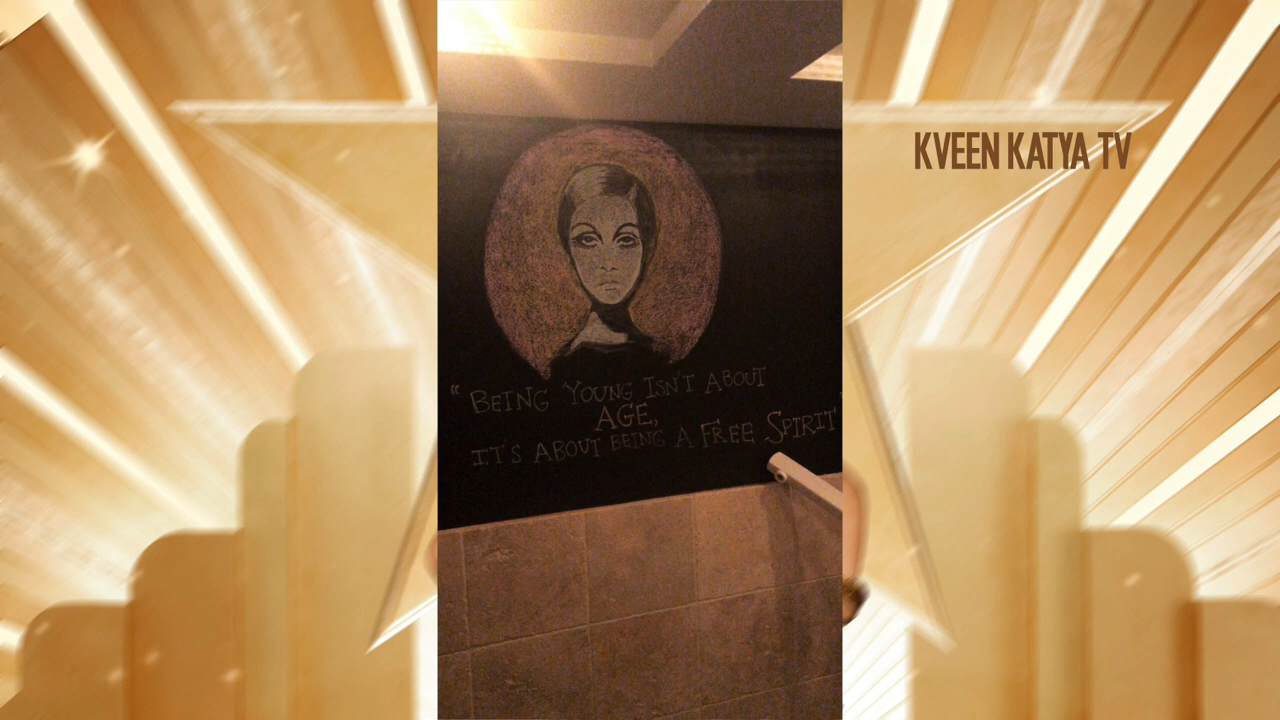 KVEEN KATYA TV
"BEING YOUNG ISN'T ABOUT
AGE,
IT'S ABOUT BEING A FREE SPIRIT"